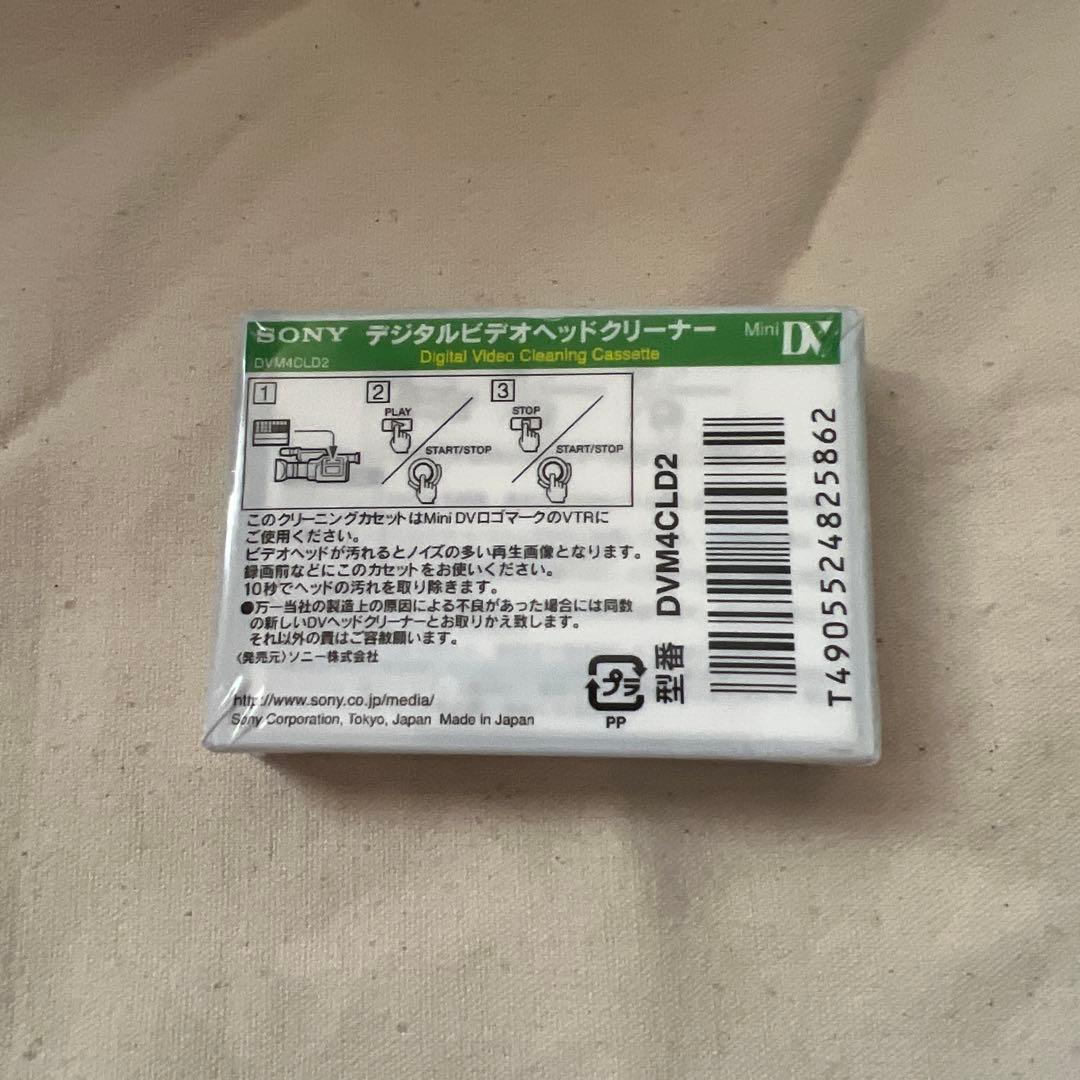 SONY デジタルビデオヘッドクリーナー Mini DV
DVM4CLD2 Digital Video Cleaning Cassette
1 2 3
PLAY STOP
START/STOP START/STOP
このクリーニングカセットはMini DVロゴマークのVTRに
ご使用ください。
ビデオヘッドが汚れるとノイズの多い再生画像となります。
録画前などにこのカセットをお使いください。
10秒でヘッドの汚れを取り除きます。
●万一当社の製造上の原因による不良があった場合には同数
の新しいDVヘッドクリーナーとお取りかえ致します。
それ以外の責はご容赦願います。
〈発売元〉ソニー株式会社
http://www.sony.co.jp/media/
Sony Corporation, Tokyo, Japan Made in Japan
プラ
PP
型番 DVM4CLD2
T4905524825862